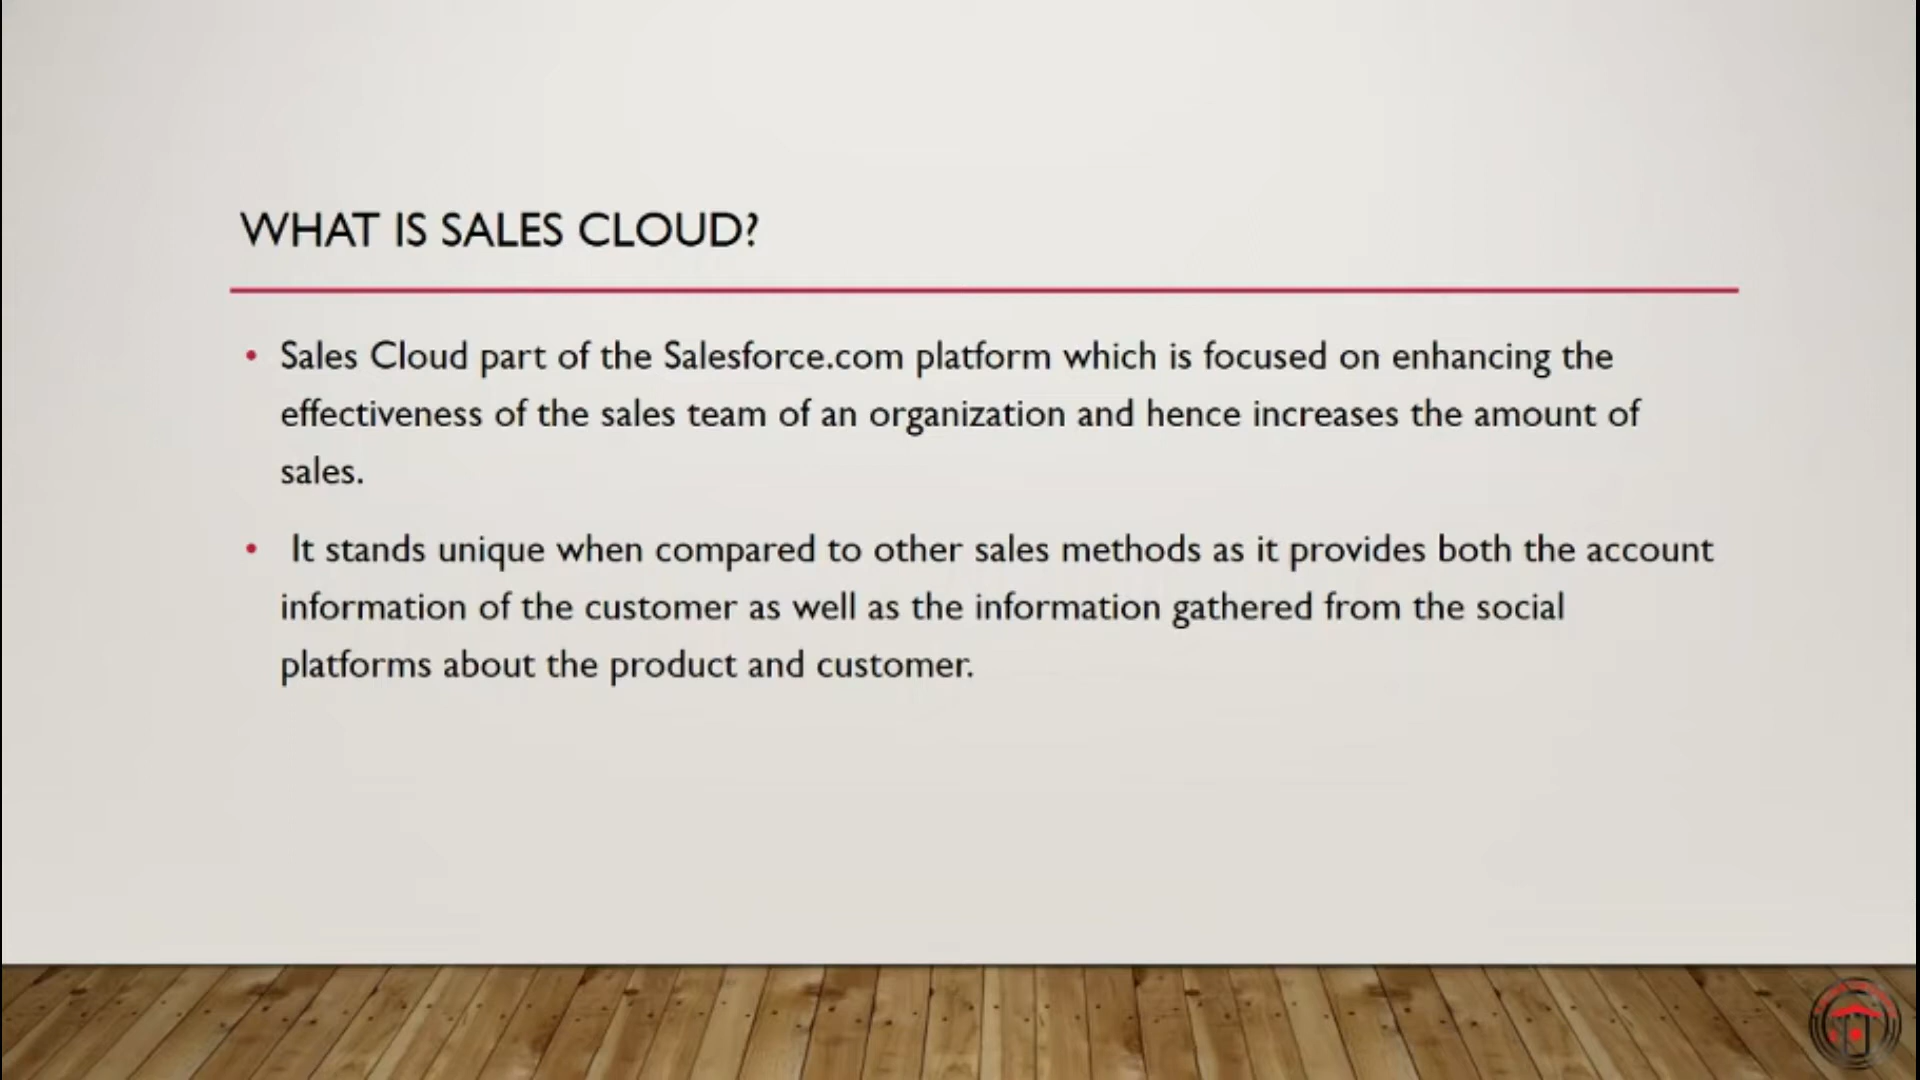 WHAT IS SALES CLOUD?
• Sales Cloud part of the Salesforce.com platform which is focused on enhancing the
effectiveness of the sales team of an organization and hence increases the amount of
sales.
• It stands unique when compared to other sales methods as it provides both the account
information of the customer as well as the information gathered from the social
platforms about the product and customer.